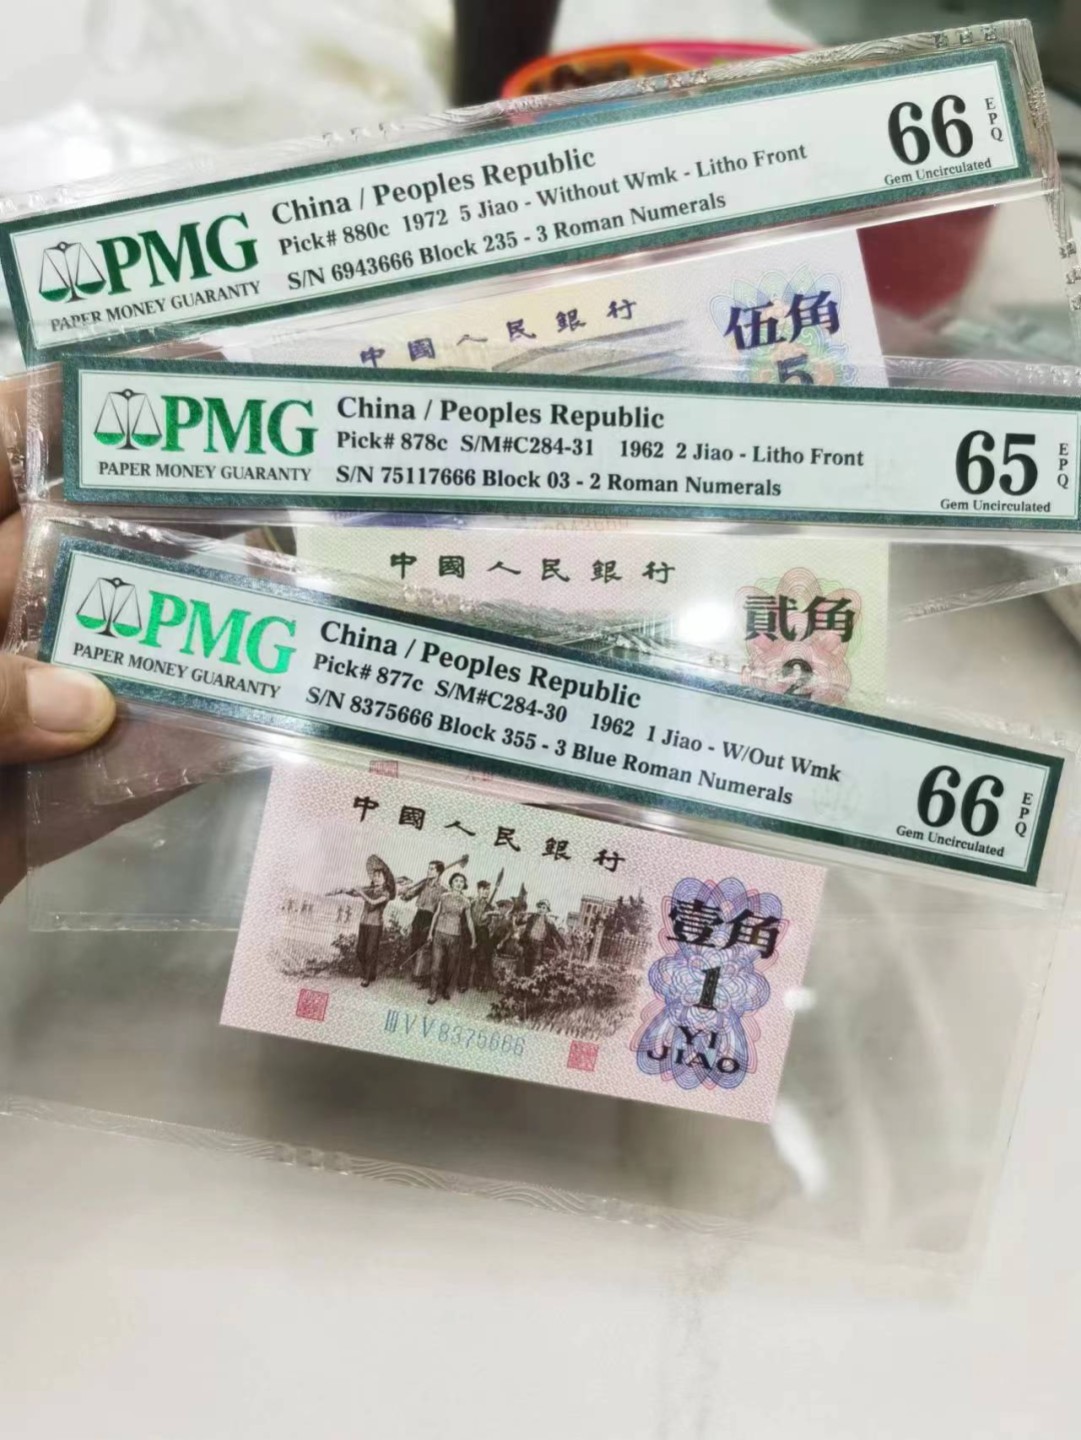 PMG
PAPER MONEY GUARANTY
China / Peoples Republic
Pick# 880c 1972 5 Jiao - Without Wmk - Litho Front
S/N 6943666 Block 235 - 3 Roman Numerals
66
EPQ
Gem Uncirculated
中國人民銀行
伍角
5
PMG
PAPER MONEY GUARANTY
China / Peoples Republic
Pick# 878c S/M#C284-31 1962 2 Jiao - Litho Front
S/N 75117666 Block 03 - 2 Roman Numerals
65
EPQ
Gem Uncirculated
中國人民銀行
貳角
2
PMG
PAPER MONEY GUARANTY
China / Peoples Republic
Pick# 877c S/M#C284-30 1962 1 Jiao - W/Out Wmk
S/N 8375666 Block 355 - 3 Blue Roman Numerals
66
EPQ
Gem Uncirculated
中國人民銀行
壹角
1
YI
JIAO
ⅢⅤⅤ8375666